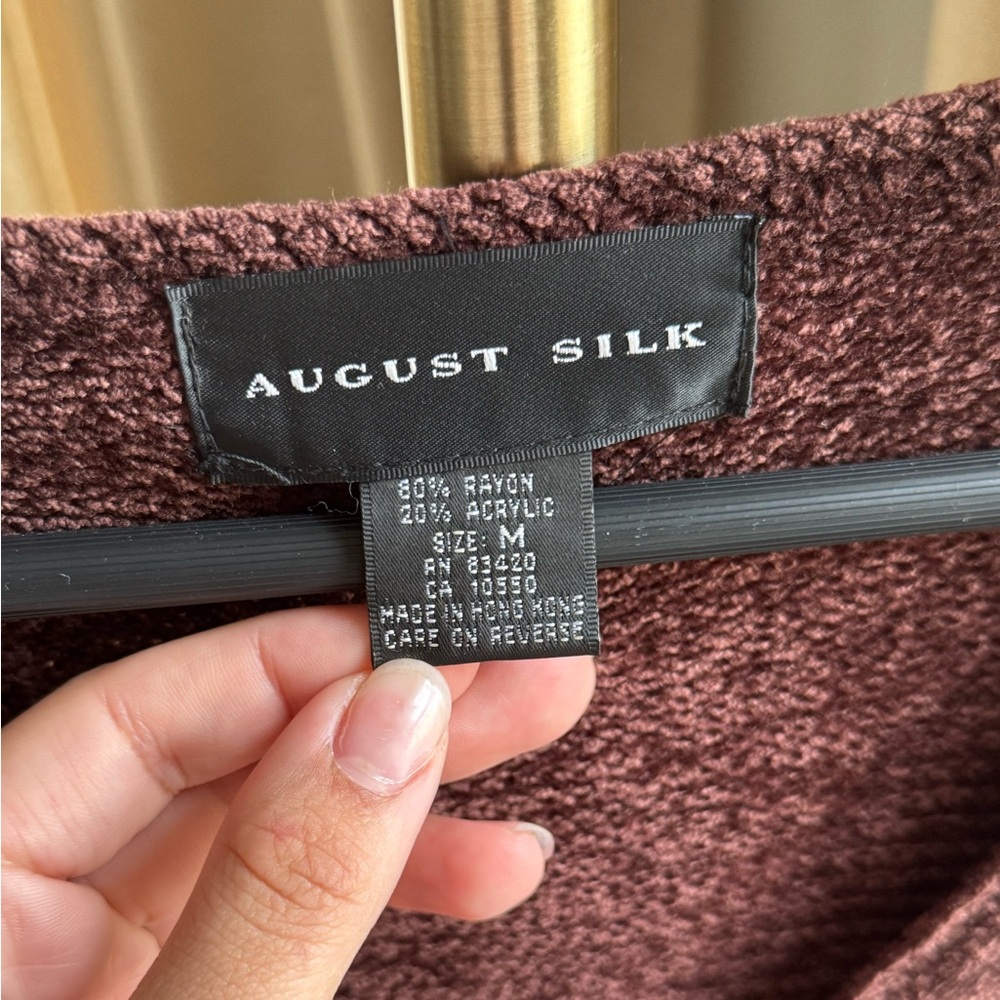 AUGUST SILK
80% RAYON
20% ACRYLIC
SIZE: M
RN 83420
CA 10550
MADE IN HONG KONG
CARE ON REVERSE